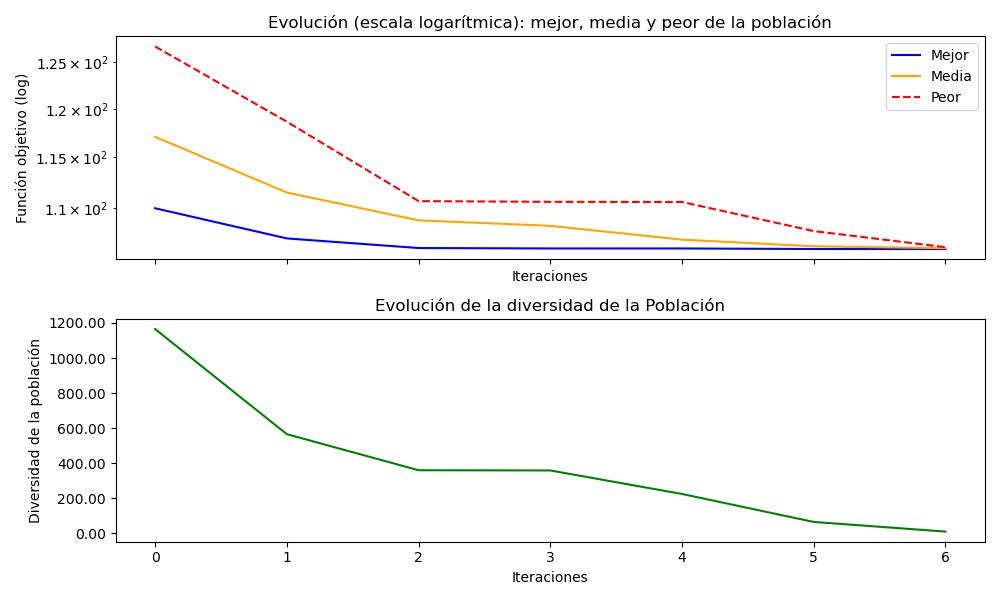 Evolución (escala logarítmica): mejor, media y peor de la población
Función objetivo (log)
1.25 × 10²
1.2 × 10²
1.15 × 10²
1.1 × 10²
Mejor
Media
Peor
Iteraciones
Evolución de la diversidad de la Población
Diversidad de la población
1200.00
1000.00
800.00
600.00
400.00
200.00
0.00
0 1 2 3 4 5 6
Iteraciones